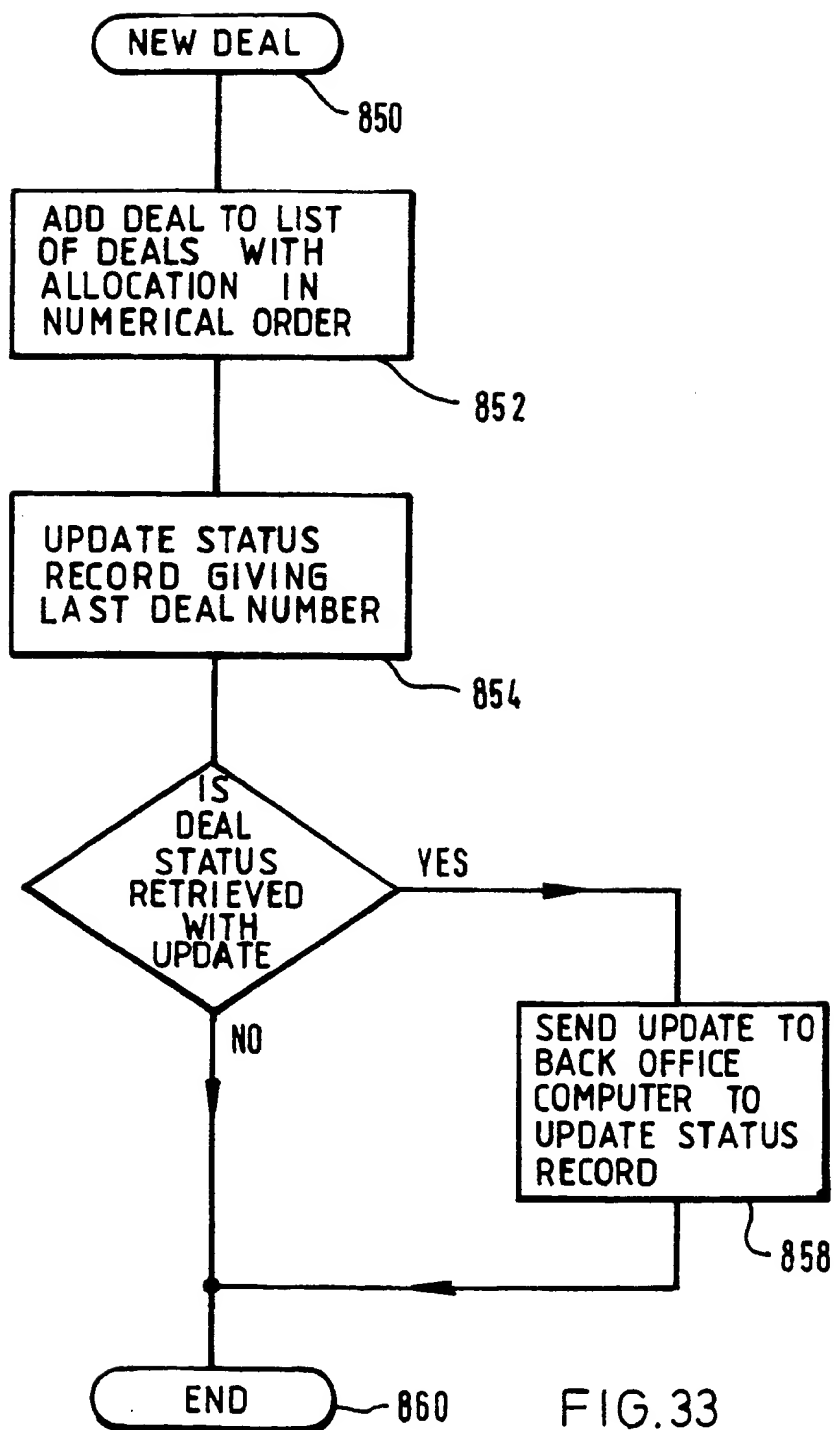 NEW DEAL
850
ADD DEAL TO LIST
OF DEALS WITH
ALLOCATION IN
NUMERICAL ORDER
852
UPDATE STATUS
RECORD GIVING
LAST DEAL NUMBER
854
IS
DEAL
STATUS
RETRIEVED
WITH
UPDATE
YES
NO
SEND UPDATE TO
BACK OFFICE
COMPUTER TO
UPDATE STATUS
RECORD
858
END
860
FIG.33